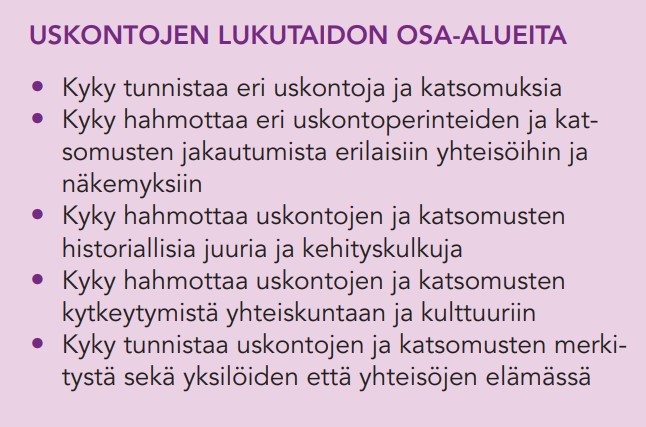 USKONTOJEN LUKUTAIDON OSA-ALUEITA
• Kyky tunnistaa eri uskontoja ja katsomuksia
• Kyky hahmottaa eri uskontoperinteiden ja kat-
somusten jakautumista erilaisiin yhteisöihin ja
näkemyksiin
• Kyky hahmottaa uskontojen ja katsomusten
historiallisia juuria ja kehityskulkuja
• Kyky hahmottaa uskontojen ja katsomusten
kytkeytymistä yhteiskuntaan ja kulttuuriin
• Kyky tunnistaa uskontojen ja katsomusten merki-
tystä sekä yksilöiden että yhteisöjen elämässä